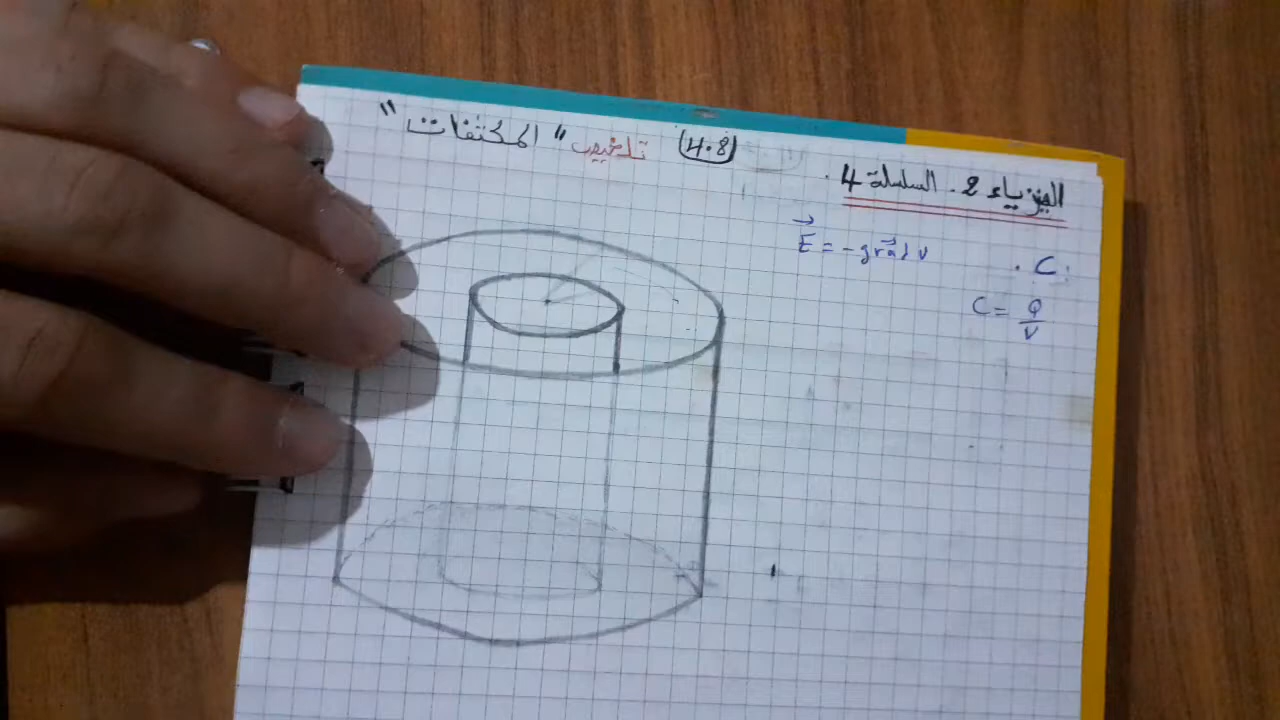 الفيزياء 2. السلسلة 4.
(4.8) تلخيص "المكثفات"
E⃗ = -grad⃗ V
. C.
C = Q/V